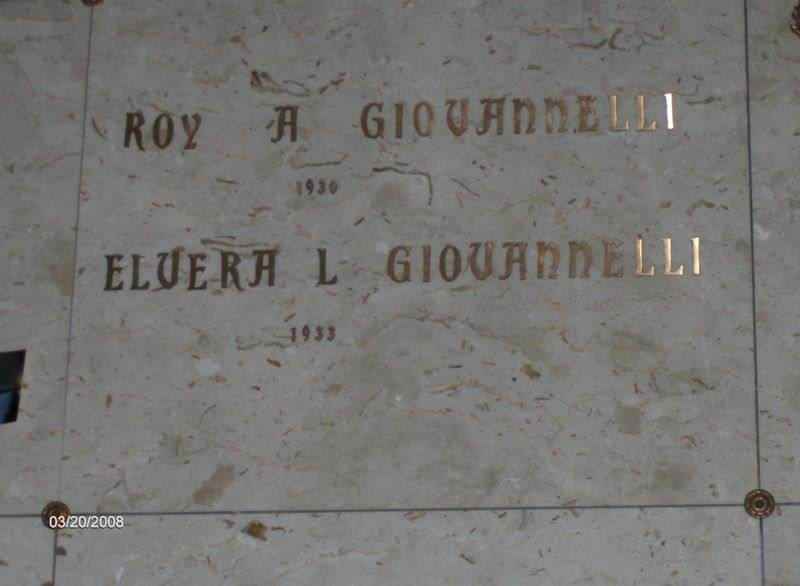 ROY A GIOVANNELLI
1930
ELVERA L GIOVANNELLI
1933
03/20/2008